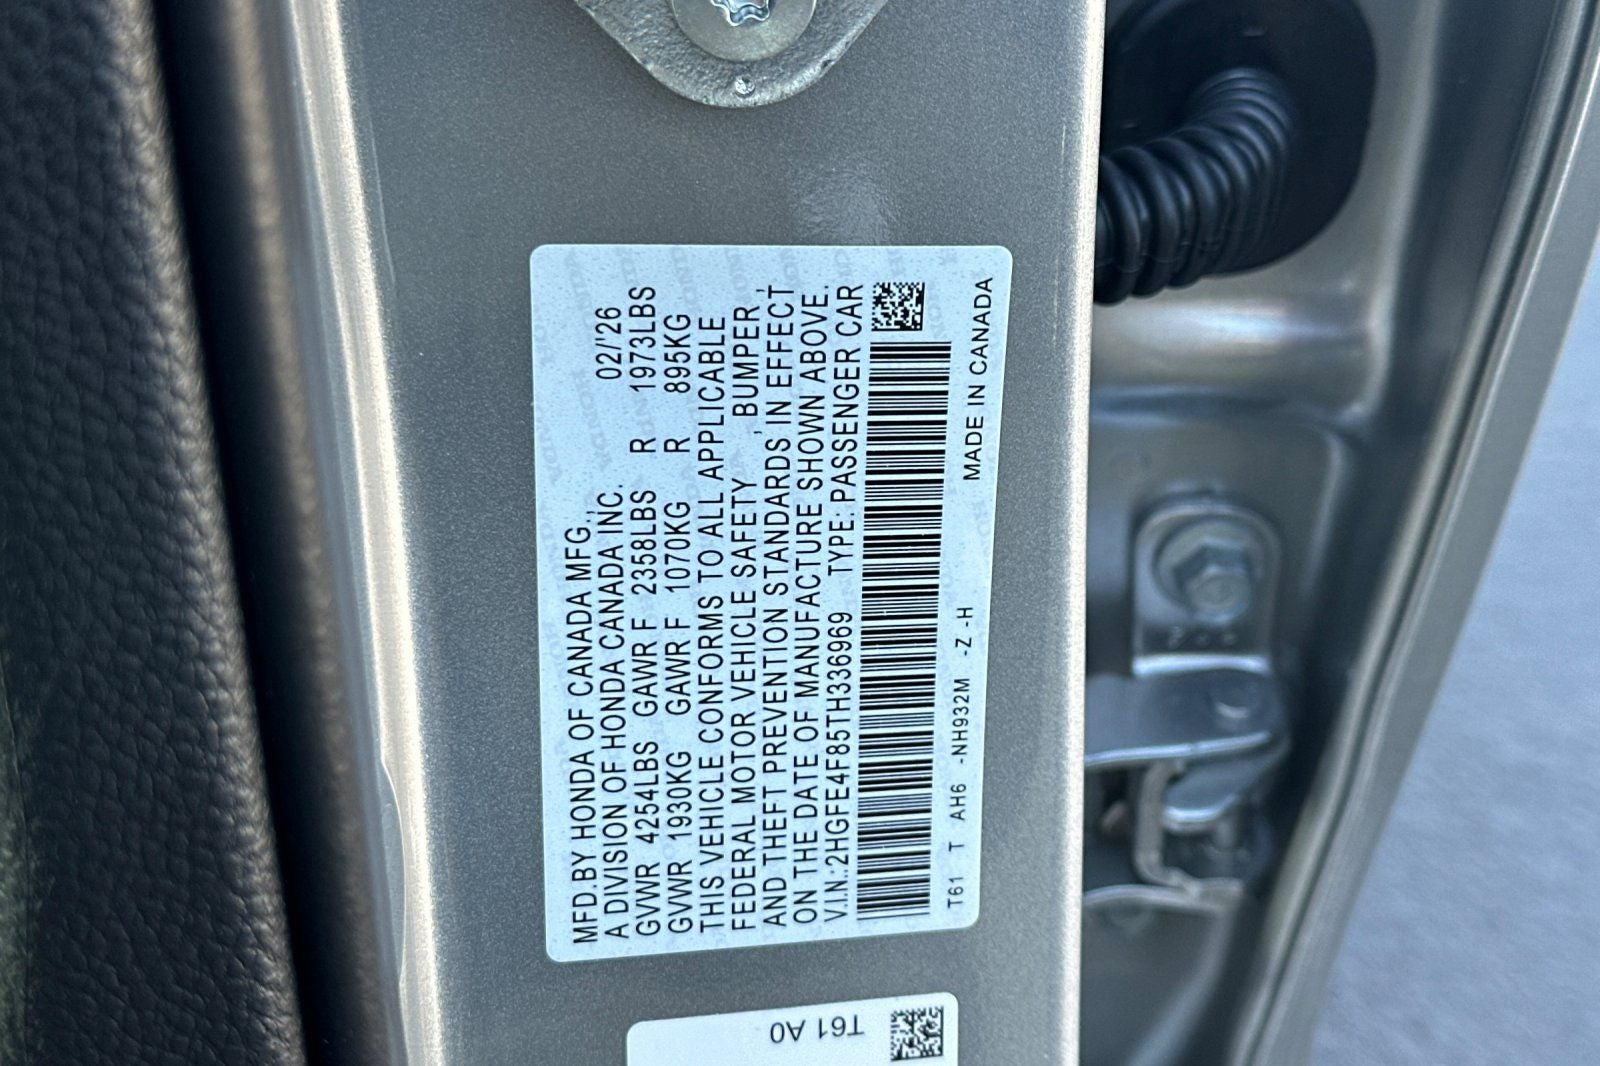 MFD.BY HONDA OF CANADA MFG.,
A DIVISION OF HONDA CANADA INC. 02/'26
GVWR 4254LBS GAWR F 2358LBS R 1973LBS
GVWR 1930KG GAWR F 1070KG R 895KG
THIS VEHICLE CONFORMS TO ALL APPLICABLE
FEDERAL MOTOR VEHICLE SAFETY , BUMPER ,
AND THEFT PREVENTION STANDARDS IN EFFECT
ON THE DATE OF MANUFACTURE SHOWN ABOVE.
V.I.N.:2HGFE4F85TH336969 TYPE:PASSENGER CAR
T61 T AH6 -NH932M -Z -H MADE IN CANADA
T61 A0